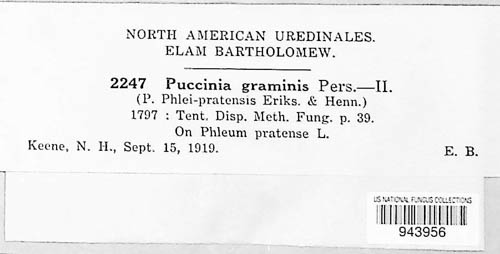 NORTH AMERICAN UREDINALES.
ELAM BARTHOLOMEW.
2247 Puccinia graminis Pers.—II.
(P. Phlei-pratensis Eriks. & Henn.)
1797 : Tent. Disp. Meth. Fung. p. 39.
On Phleum pratense L.
Keene, N. H., Sept. 15, 1919. E. B.
US NATIONAL FUNGUS COLLECTIONS
943956